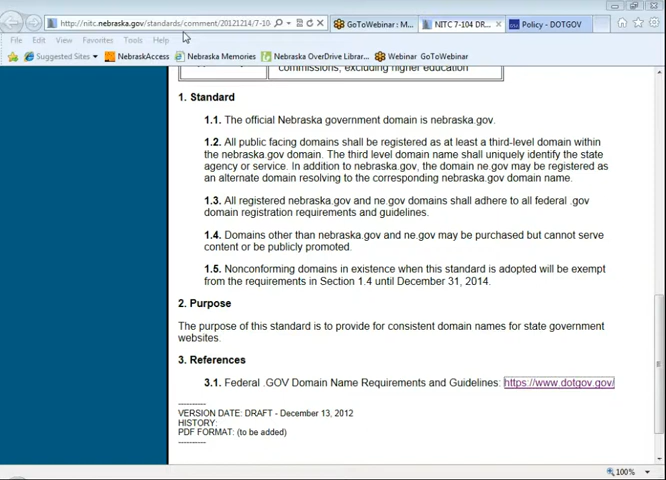 http://nitc.nebraska.gov/standards/comment/20121214/7-10
GoToWebinar : M...
NITC 7-104 DR...
Policy - DOTGOV
File Edit View Favorites Tools Help
Suggested Sites
NebraskAccess
Nebraska Memories
Nebraska OverDrive Librar...
Webinar GoToWebinar
commissions, excluding higher education
1. Standard
1.1. The official Nebraska government domain is nebraska.gov.
1.2. All public facing domains shall be registered as at least a third-level domain within
the nebraska.gov domain. The third level domain name shall uniquely identify the state
agency or service. In addition to nebraska.gov, the domain ne.gov may be registered as
an alternate domain resolving to the corresponding nebraska.gov domain name.
1.3. All registered nebraska.gov and ne.gov domains shall adhere to all federal .gov
domain registration requirements and guidelines.
1.4. Domains other than nebraska.gov and ne.gov may be purchased but cannot serve
content or be publicly promoted.
1.5. Nonconforming domains in existence when this standard is adopted will be exempt
from the requirements in Section 1.4 until December 31, 2014.
2. Purpose
The purpose of this standard is to provide for consistent domain names for state government
websites.
3. References
3.1. Federal .GOV Domain Name Requirements and Guidelines: https://www.dotgov.gov/
----------
VERSION DATE: DRAFT - December 13, 2012
HISTORY:
PDF FORMAT: (to be added)
----------
100%